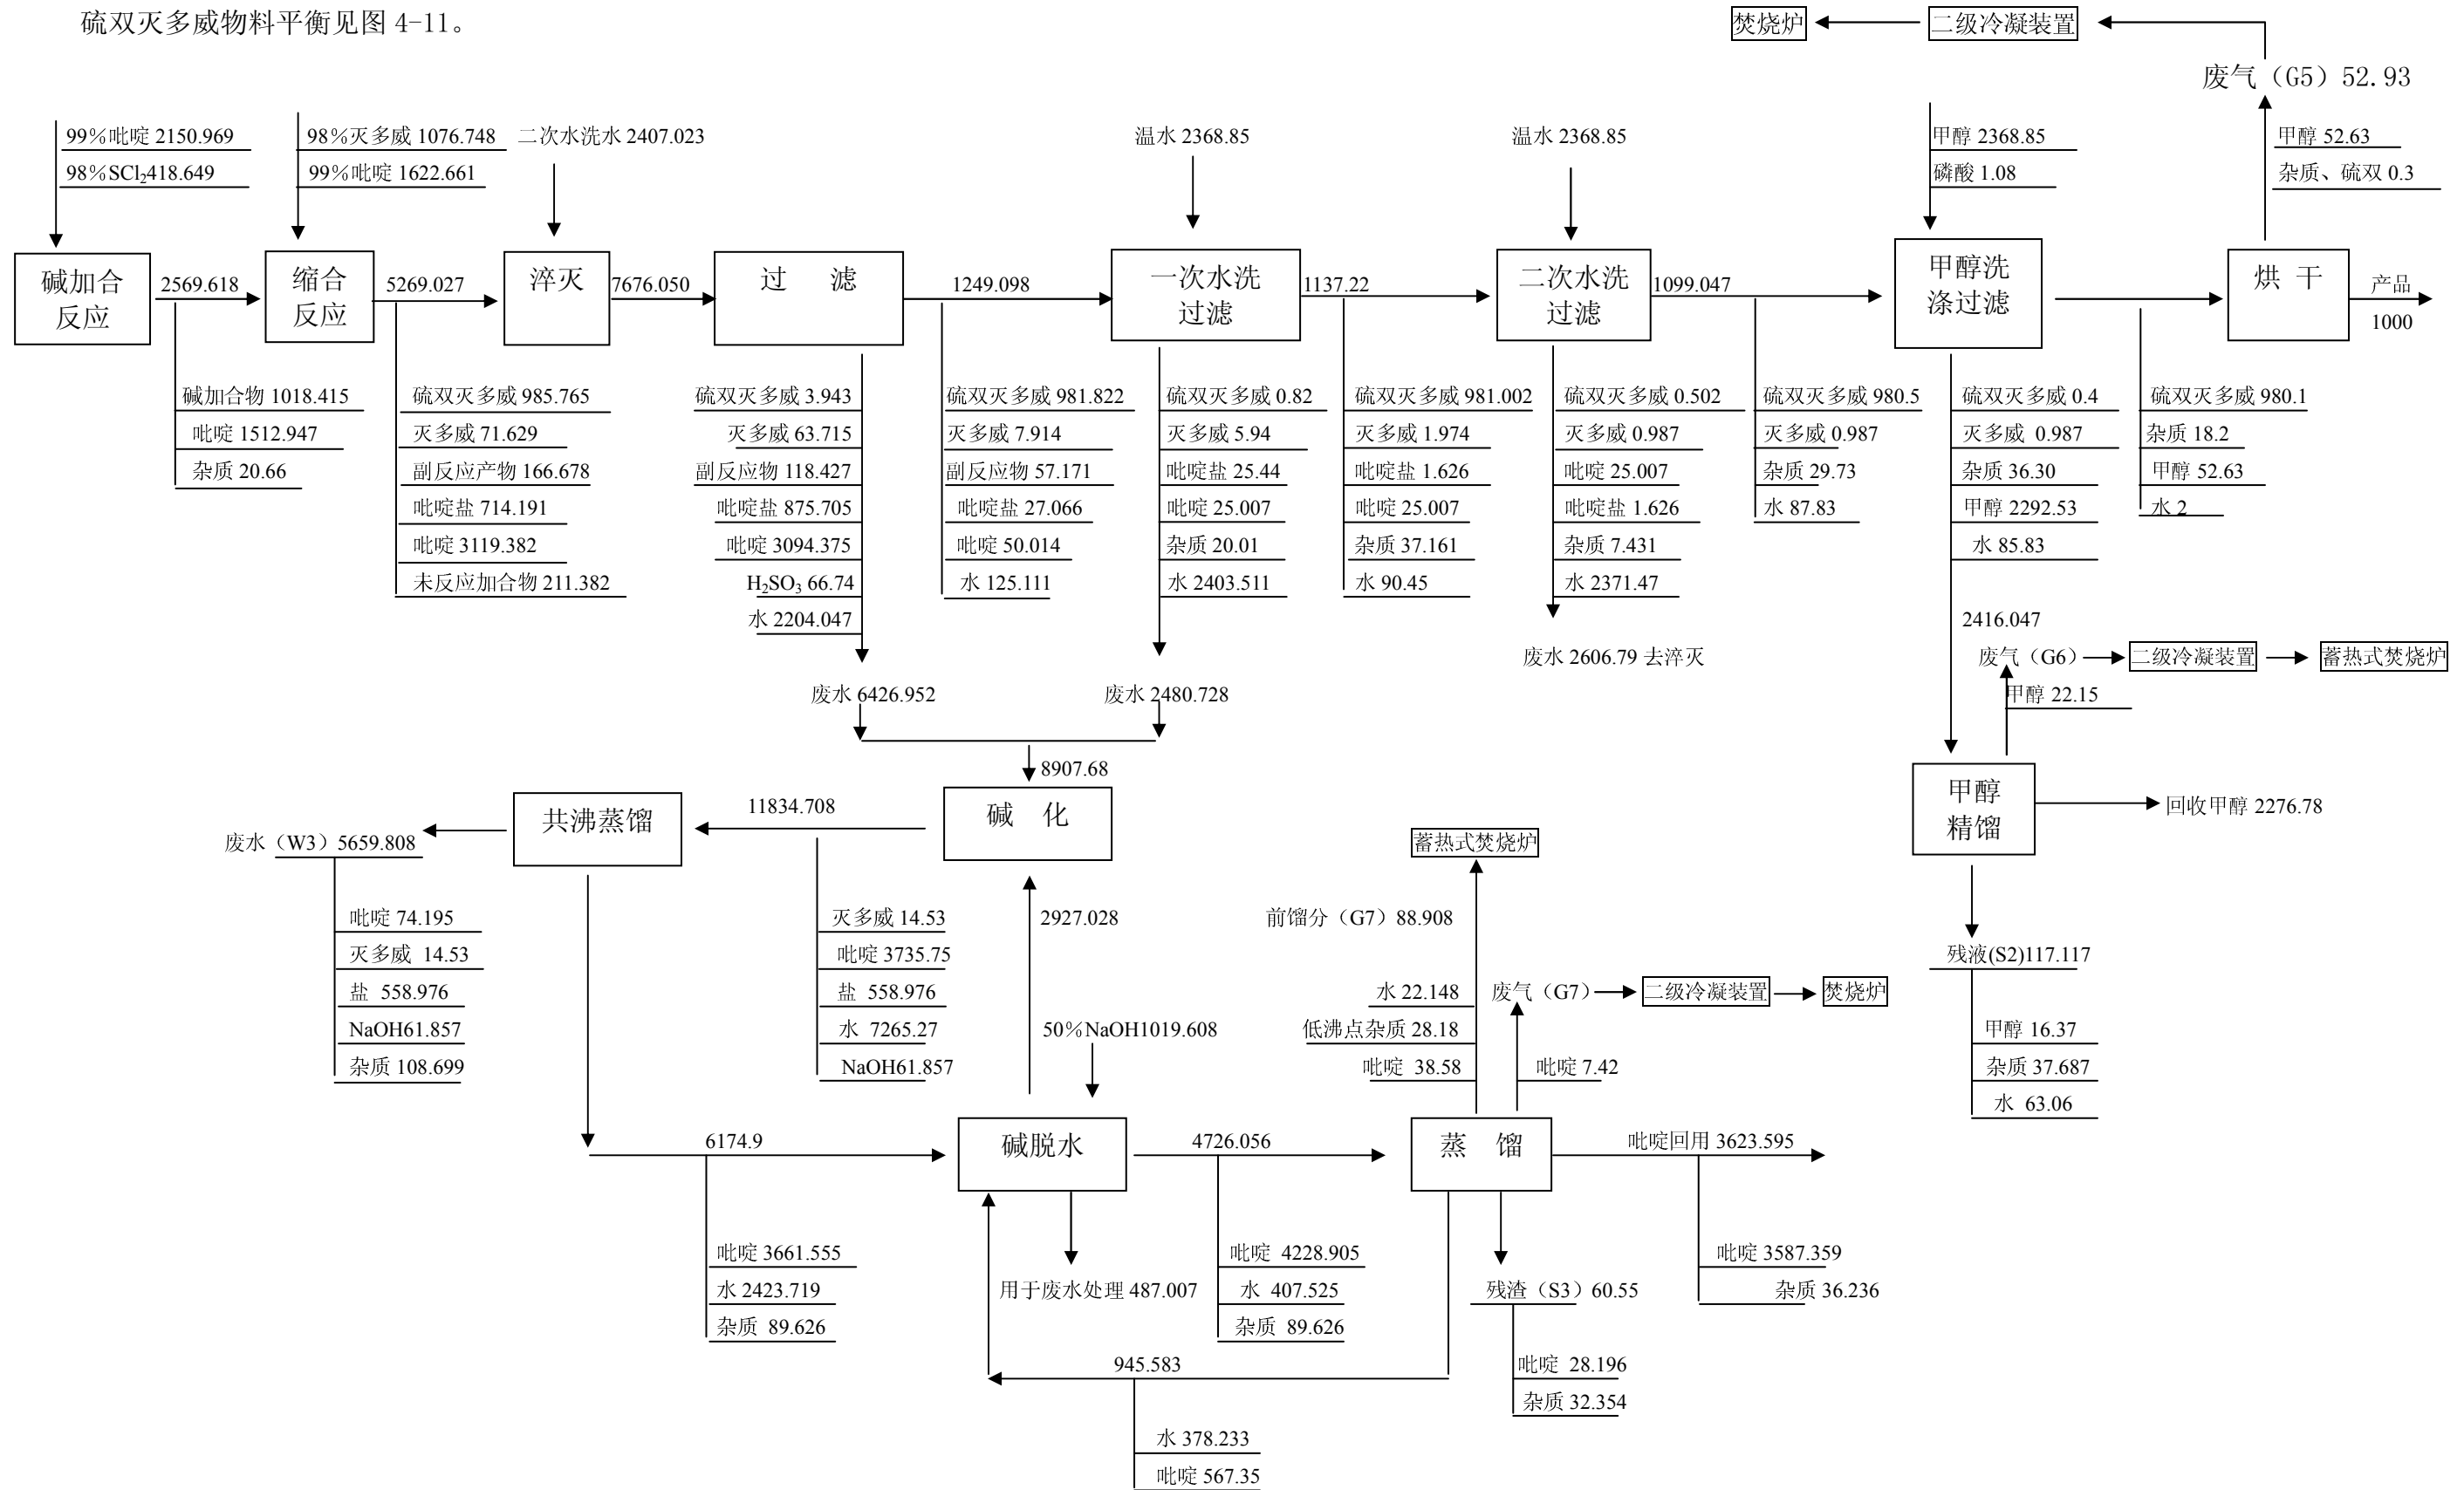 硫双灭多威物料平衡见图 4-11。
焚烧炉
二级冷凝装置
废气（G5）52.93
99%吡啶 2150.969
98%SCl₂418.649
98%灭多威 1076.748
99%吡啶 1622.661
二次水洗水 2407.023
温水 2368.85
温水 2368.85
甲醇 2368.85
磷酸 1.08
甲醇 52.63
杂质、硫双 0.3
碱加合
反应
2569.618
缩合
反应
5269.027
淬灭
7676.050
过 滤
1249.098
一次水洗
过滤
1137.22
二次水洗
过滤
1099.047
甲醇洗
涤过滤
烘 干
产品
1000
碱加合物 1018.415
吡啶 1512.947
杂质 20.66
硫双灭多威 985.765
灭多威 71.629
副反应产物 166.678
吡啶盐 714.191
吡啶 3119.382
未反应加合物 211.382
硫双灭多威 3.943
灭多威 63.715
副反应物 118.427
吡啶盐 875.705
吡啶 3094.375
H₂SO₃ 66.74
水 2204.047
硫双灭多威 981.822
灭多威 7.914
副反应物 57.171
吡啶盐 27.066
吡啶 50.014
水 125.111
硫双灭多威 0.82
灭多威 5.94
吡啶盐 25.44
吡啶 25.007
杂质 20.01
水 2403.511
硫双灭多威 981.002
灭多威 1.974
吡啶盐 1.626
吡啶 25.007
杂质 37.161
水 90.45
硫双灭多威 0.502
灭多威 0.987
吡啶 25.007
吡啶盐 1.626
杂质 7.431
水 2371.47
硫双灭多威 980.5
灭多威 0.987
杂质 29.73
水 87.83
硫双灭多威 0.4
灭多威 0.987
杂质 36.30
甲醇 2292.53
水 85.83
硫双灭多威 980.1
杂质 18.2
甲醇 52.63
水 2
废水 6426.952
废水 2480.728
废水 2606.79 去淬灭
2416.047
废气（G6）
二级冷凝装置
蓄热式焚烧炉
甲醇 22.15
8907.68
废水（W3）5659.808
共沸蒸馏
11834.708
碱 化
蓄热式焚烧炉
甲醇
精馏
回收甲醇 2276.78
吡啶 74.195
灭多威 14.53
盐 558.976
NaOH61.857
杂质 108.699
灭多威 14.53
吡啶 3735.75
盐 558.976
水 7265.27
NaOH61.857
2927.028
50%NaOH1019.608
前馏分（G7）88.908
水 22.148
低沸点杂质 28.18
吡啶 38.58
废气（G7）
二级冷凝装置
焚烧炉
吡啶 7.42
残液(S2)117.117
甲醇 16.37
杂质 37.687
水 63.06
6174.9
碱脱水
4726.056
蒸 馏
吡啶回用 3623.595
吡啶 3661.555
水 2423.719
杂质 89.626
用于废水处理 487.007
吡啶 4228.905
水 407.525
杂质 89.626
残渣（S3）60.55
吡啶 3587.359
杂质 36.236
945.583
吡啶 28.196
杂质 32.354
水 378.233
吡啶 567.35